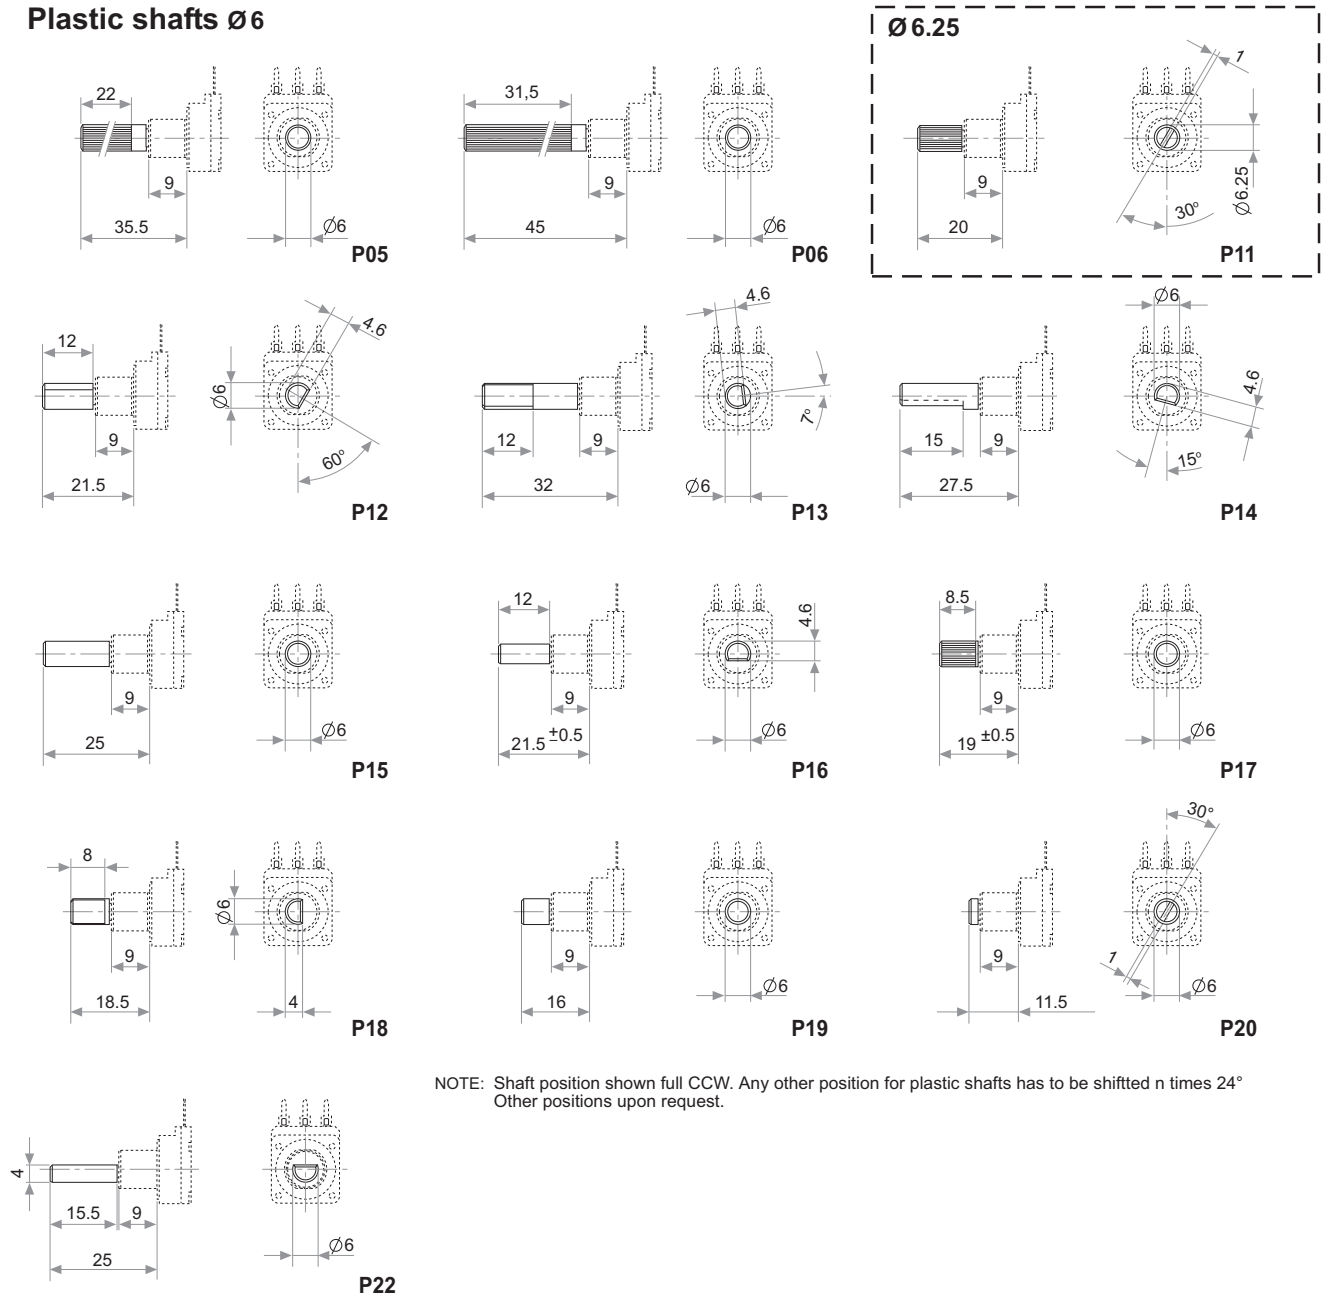 Plastic shafts Ø 6
Ø 6.25
22
9
35.5
Ø6
P05
31,5
9
45
Ø6
P06
1
9
20
30°
Ø6.25
P11
12
9
21.5
4.6
Ø6
60°
P12
4.6
12
9
32
7°
Ø6
P13
Ø6
4.6
15
9
27.5
15°
P14
9
25
Ø6
P15
12
9
21.5 ±0.5
4.6
Ø6
P16
8.5
9
19 ±0.5
Ø6
P17
8
9
18.5
Ø6
4
P18
9
16
Ø6
P19
30°
9
11.5
1
Ø6
P20
NOTE: Shaft position shown full CCW. Any other position for plastic shafts has to be shiftted n times 24°
Other positions upon request.
4
15.5
9
25
Ø6
P22